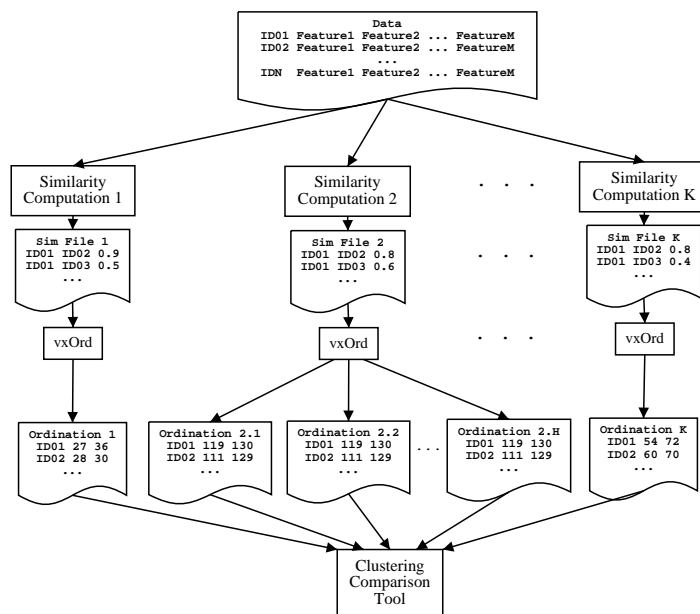 Data
ID01 Feature1 Feature2 ... FeatureM
ID02 Feature1 Feature2 ... FeatureM
...
IDN Feature1 Feature2 ... FeatureM
Similarity
Computation 1
Similarity
Computation 2
. . .
Similarity
Computation K
Sim File 1
ID01 ID02 0.9
ID01 ID03 0.5
...
Sim File 2
ID01 ID02 0.8
ID01 ID03 0.6
...
. . .
Sim File K
ID01 ID02 0.8
ID01 ID03 0.4
...
vxOrd
vxOrd
. . .
vxOrd
Ordination 1
ID01 27 36
ID02 28 30
...
Ordination 2.1
ID01 119 130
ID02 111 129
...
Ordination 2.2
ID01 119 130
ID02 111 129
...
...
Ordination 2.H
ID01 119 130
ID02 111 129
...
Ordination K
ID01 54 72
ID02 60 70
...
Clustering
Comparison
Tool